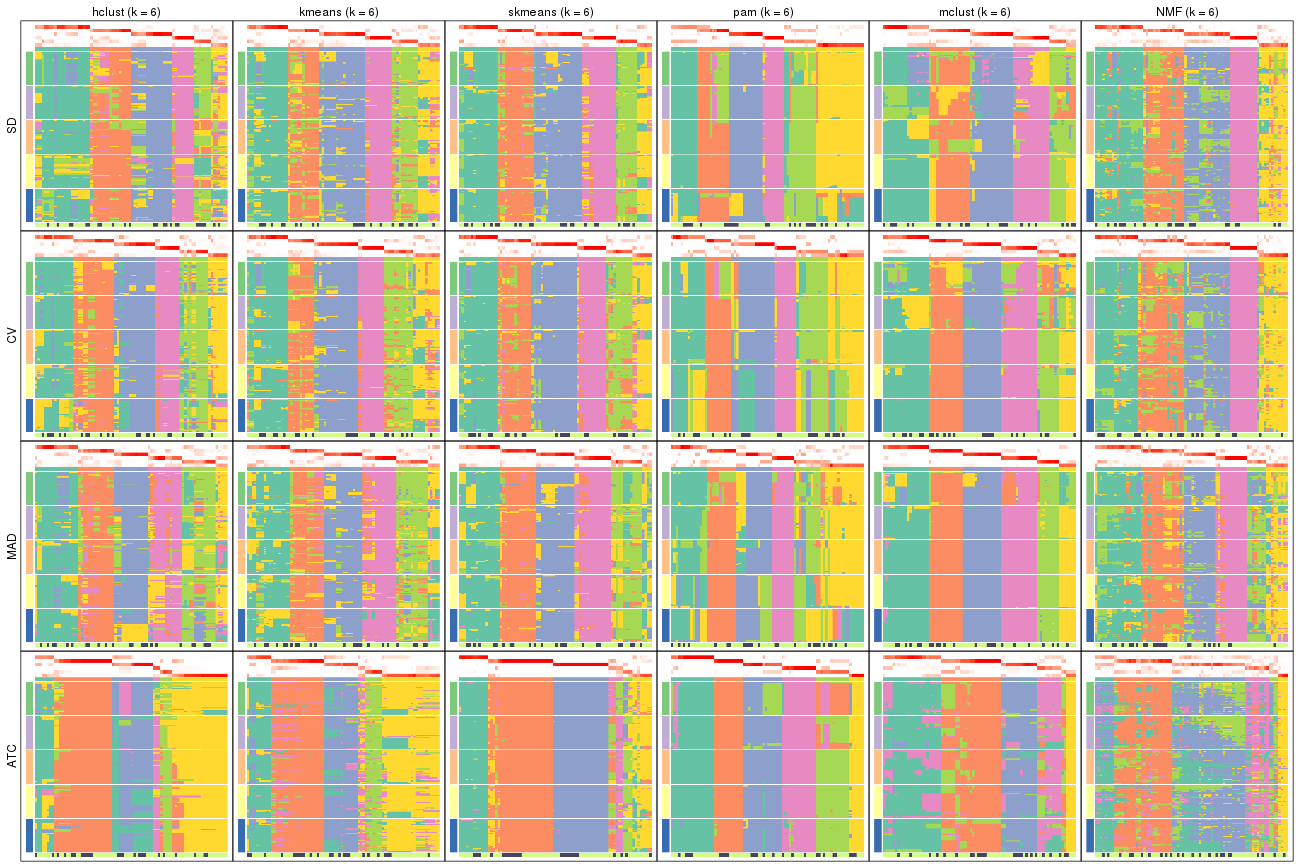 hclust (k = 6)
kmeans (k = 6)
skmeans (k = 6)
pam (k = 6)
mclust (k = 6)
NMF (k = 6)
SD
CV
MAD
ATC